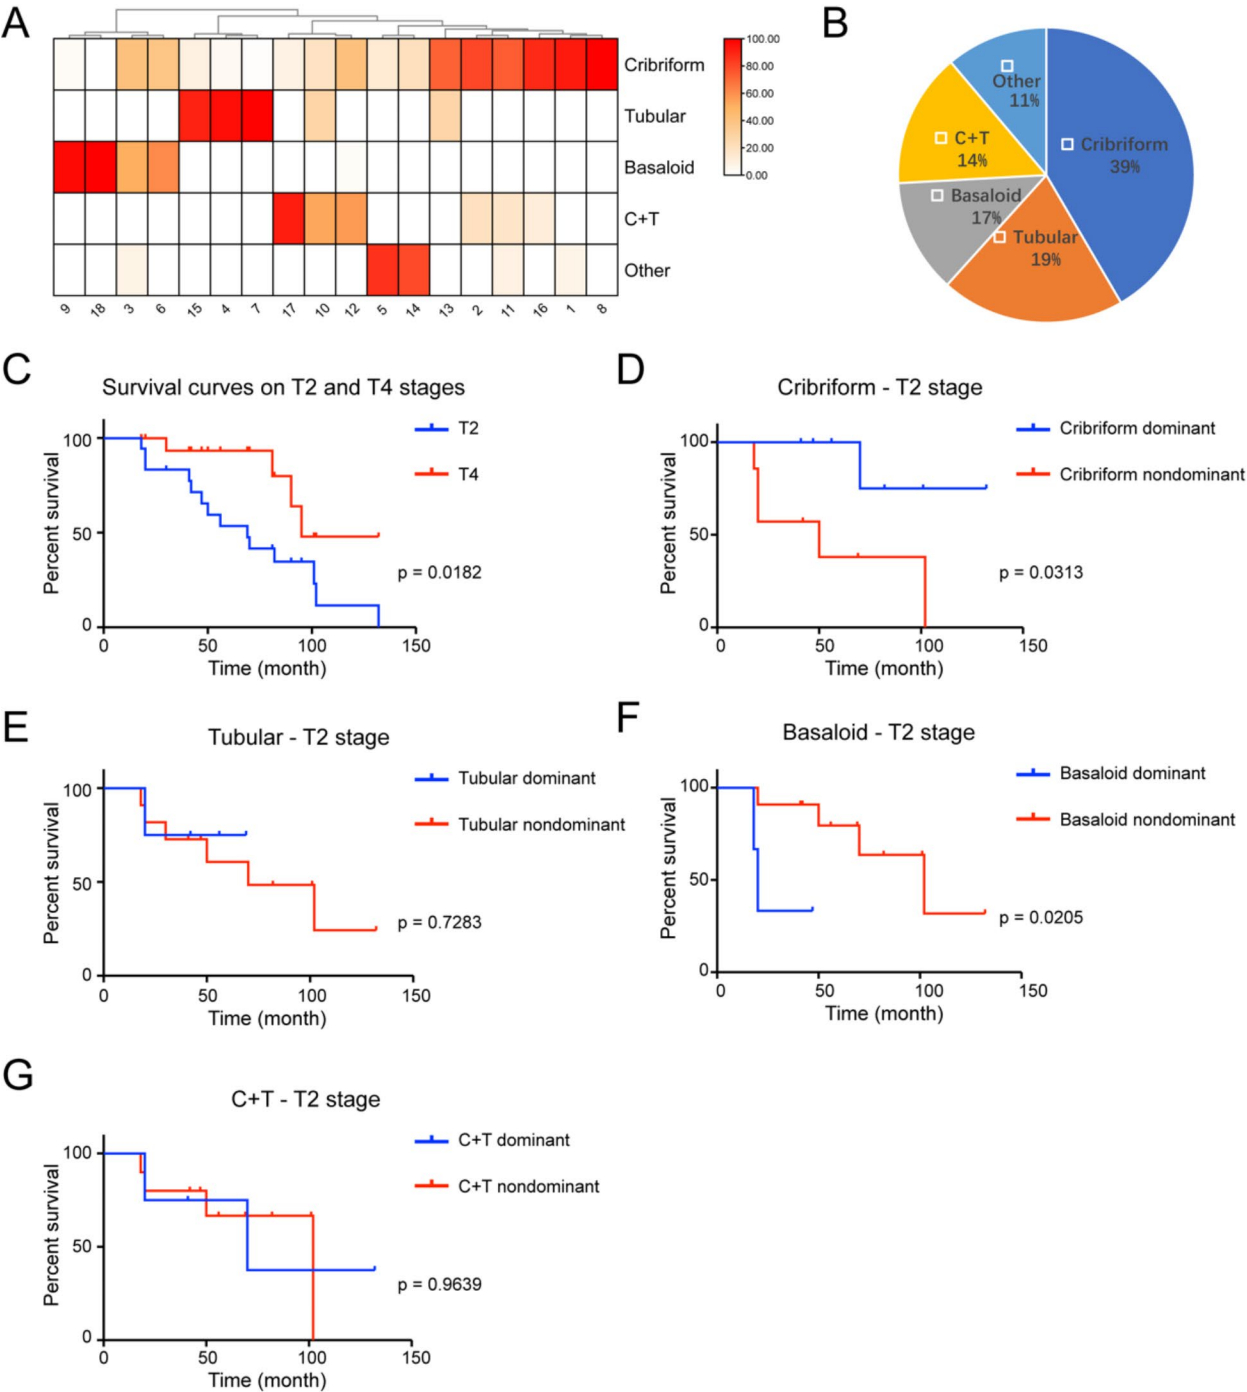 A
Cribriform
Tubular
Basaloid
C+T
Other
9 18 3 6 15 4 7 17 10 12 5 14 13 2 11 16 1 8
100.00
80.00
60.00
40.00
20.00
0.00
B
Other
11%
C+T
14%
Cribriform
39%
Basaloid
17%
Tubular
19%
C
Survival curves on T2 and T4 stages
T2
T4
Percent survival
100
50
0
p = 0.0182
0 50 100 150
Time (month)
D
Cribriform - T2 stage
Cribriform dominant
Cribriform nondominant
Percent survival
100
50
0
p = 0.0313
0 50 100 150
Time (month)
E
Tubular - T2 stage
Tubular dominant
Tubular nondominant
Percent survival
100
50
0
p = 0.7283
0 50 100 150
Time (month)
F
Basaloid - T2 stage
Basaloid dominant
Basaloid nondominant
Percent survival
100
50
0
p = 0.0205
0 50 100 150
Time (month)
G
C+T - T2 stage
C+T dominant
C+T nondominant
Percent survival
100
50
0
p = 0.9639
0 50 100 150
Time (month)